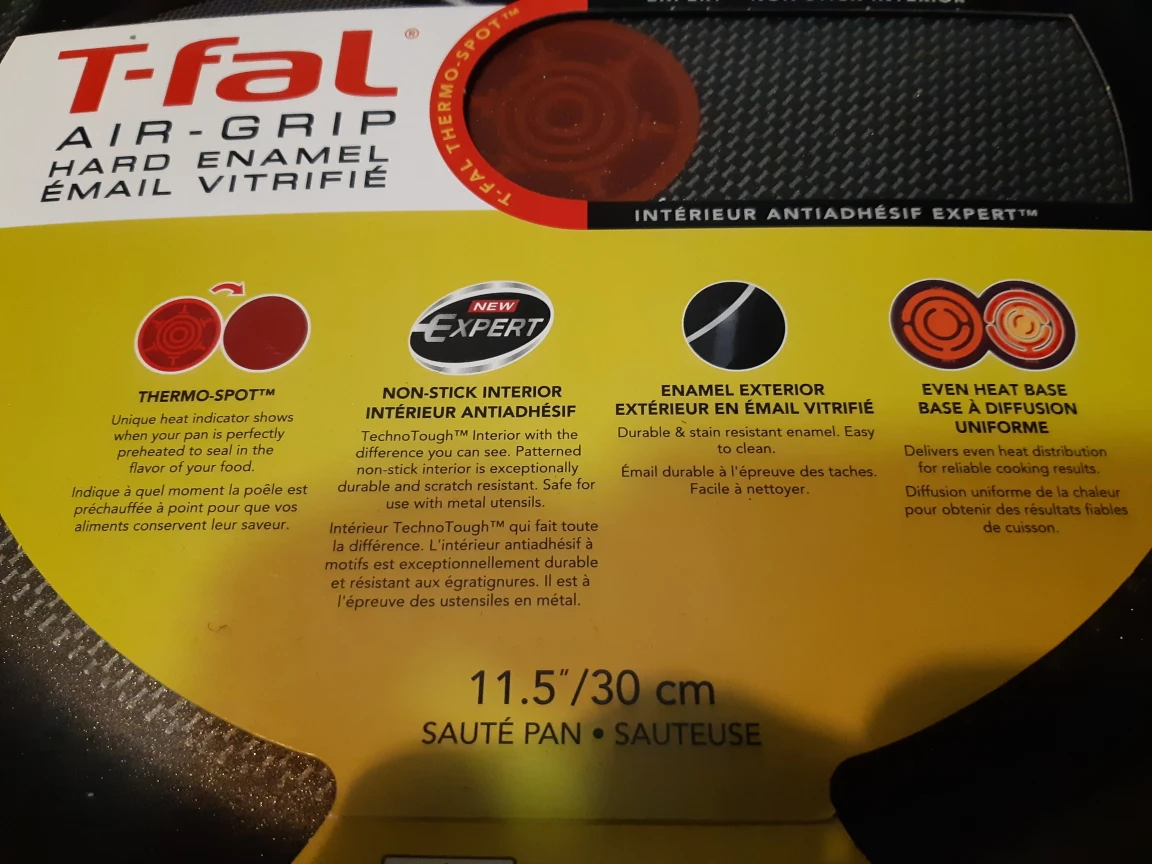 T-fal®
AIR-GRIP
HARD ENAMEL
ÉMAIL VITRIFIÉ
T-FAL THERMO-SPOT™
INTÉRIEUR ANTIADHÉSIF EXPERT™
THERMO-SPOT™
Unique heat indicator shows
when your pan is perfectly
preheated to seal in the
flavor of your food.
Indique à quel moment la poêle est
préchauffée à point pour que vos
aliments conservent leur saveur.
NEW
EXPERT
NON-STICK INTERIOR
INTÉRIEUR ANTIADHÉSIF
TechnoTough™ Interior with the
difference you can see. Patterned
non-stick interior is exceptionally
durable and scratch resistant. Safe for
use with metal utensils.
Intérieur TechnoTough™ qui fait toute
la différence. L'intérieur antiadhésif à
motifs est exceptionnellement durable
et résistant aux égratignures. Il est à
l'épreuve des ustensiles en métal.
ENAMEL EXTERIOR
EXTÉRIEUR EN ÉMAIL VITRIFIÉ
Durable & stain resistant enamel. Easy
to clean.
Émail durable à l'épreuve des taches.
Facile à nettoyer.
EVEN HEAT BASE
BASE À DIFFUSION
UNIFORME
Delivers even heat distribution
for reliable cooking results.
Diffusion uniforme de la chaleur
pour obtenir des résultats fiables
de cuisson.
11.5"/30 cm
SAUTÉ PAN • SAUTEUSE